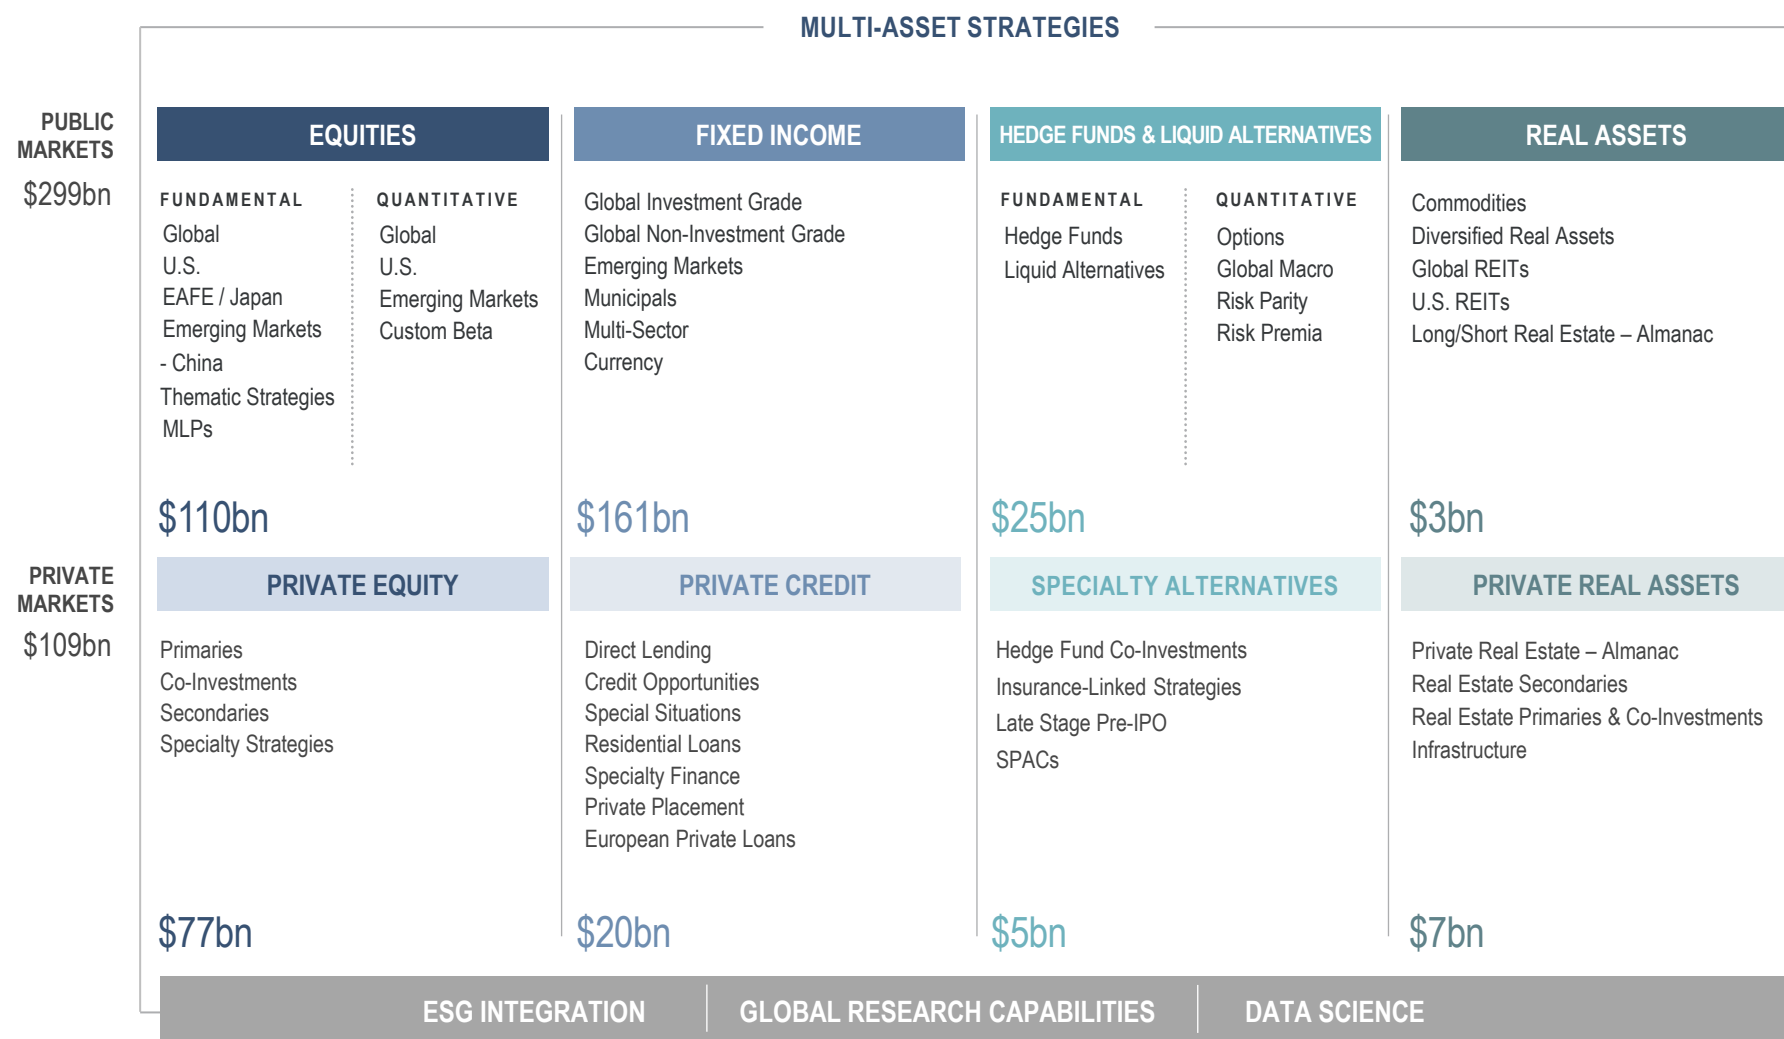 MULTI-ASSET STRATEGIES
PUBLIC
MARKETS
$299bn
EQUITIES
FUNDAMENTAL
Global
U.S.
EAFE / Japan
Emerging Markets
- China
Thematic Strategies
MLPs
QUANTITATIVE
Global
U.S.
Emerging Markets
Custom Beta
$110bn
FIXED INCOME
Global Investment Grade
Global Non-Investment Grade
Emerging Markets
Municipals
Multi-Sector
Currency
$161bn
HEDGE FUNDS & LIQUID ALTERNATIVES
FUNDAMENTAL
Hedge Funds
Liquid Alternatives
QUANTITATIVE
Options
Global Macro
Risk Parity
Risk Premia
$25bn
REAL ASSETS
Commodities
Diversified Real Assets
Global REITs
U.S. REITs
Long/Short Real Estate – Almanac
$3bn
PRIVATE
MARKETS
$109bn
PRIVATE EQUITY
Primaries
Co-Investments
Secondaries
Specialty Strategies
$77bn
PRIVATE CREDIT
Direct Lending
Credit Opportunities
Special Situations
Residential Loans
Specialty Finance
Private Placement
European Private Loans
$20bn
SPECIALTY ALTERNATIVES
Hedge Fund Co-Investments
Insurance-Linked Strategies
Late Stage Pre-IPO
SPACs
$5bn
PRIVATE REAL ASSETS
Private Real Estate – Almanac
Real Estate Secondaries
Real Estate Primaries & Co-Investments
Infrastructure
$7bn
ESG INTEGRATION
GLOBAL RESEARCH CAPABILITIES
DATA SCIENCE